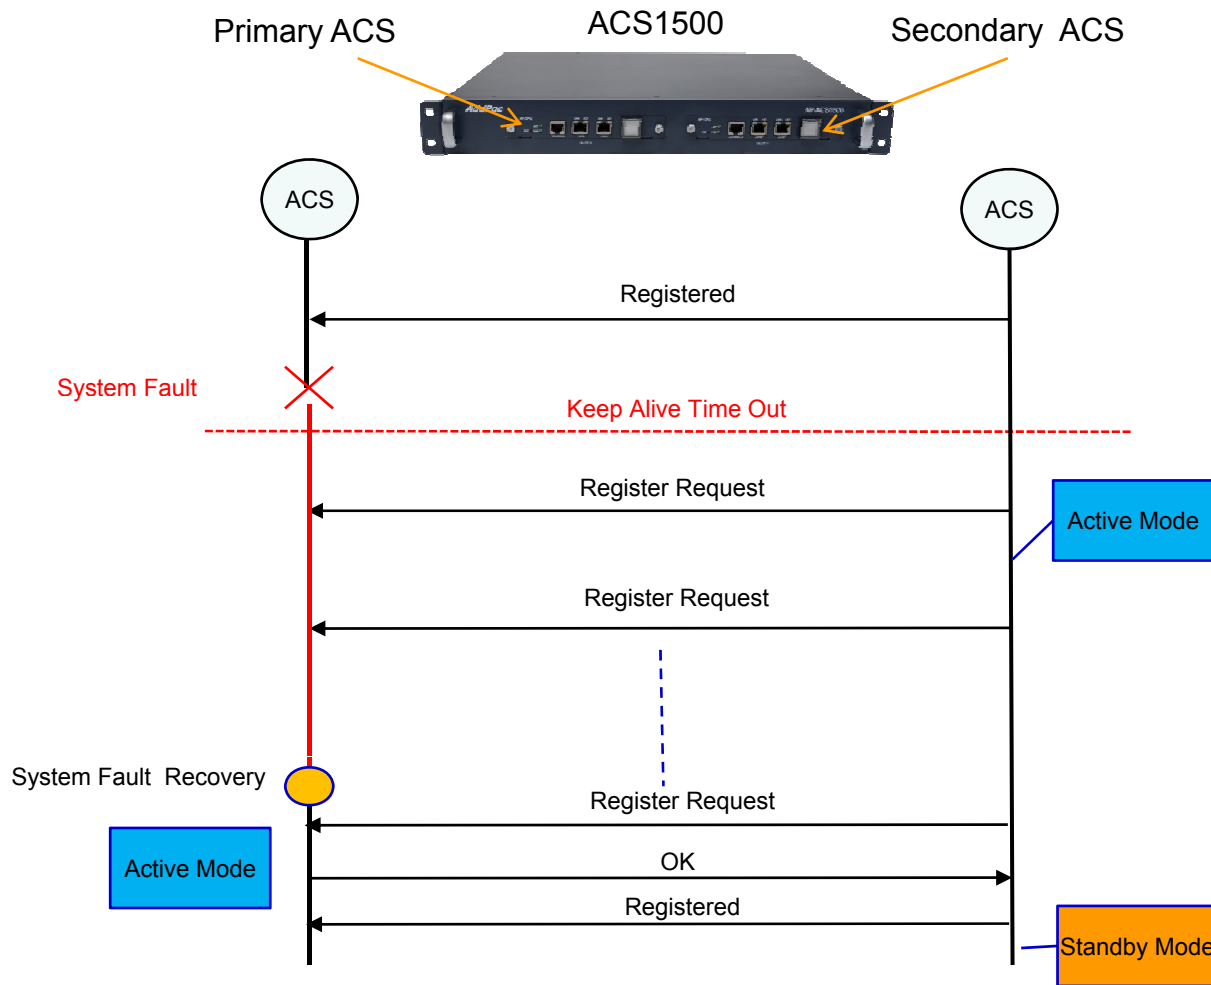 Primary ACS
ACS1500
Secondary ACS
ACS
ACS
Registered
System Fault
Keep Alive Time Out
Register Request
Active Mode
Register Request
System Fault Recovery
Register Request
Active Mode
OK
Registered
Standby Mode